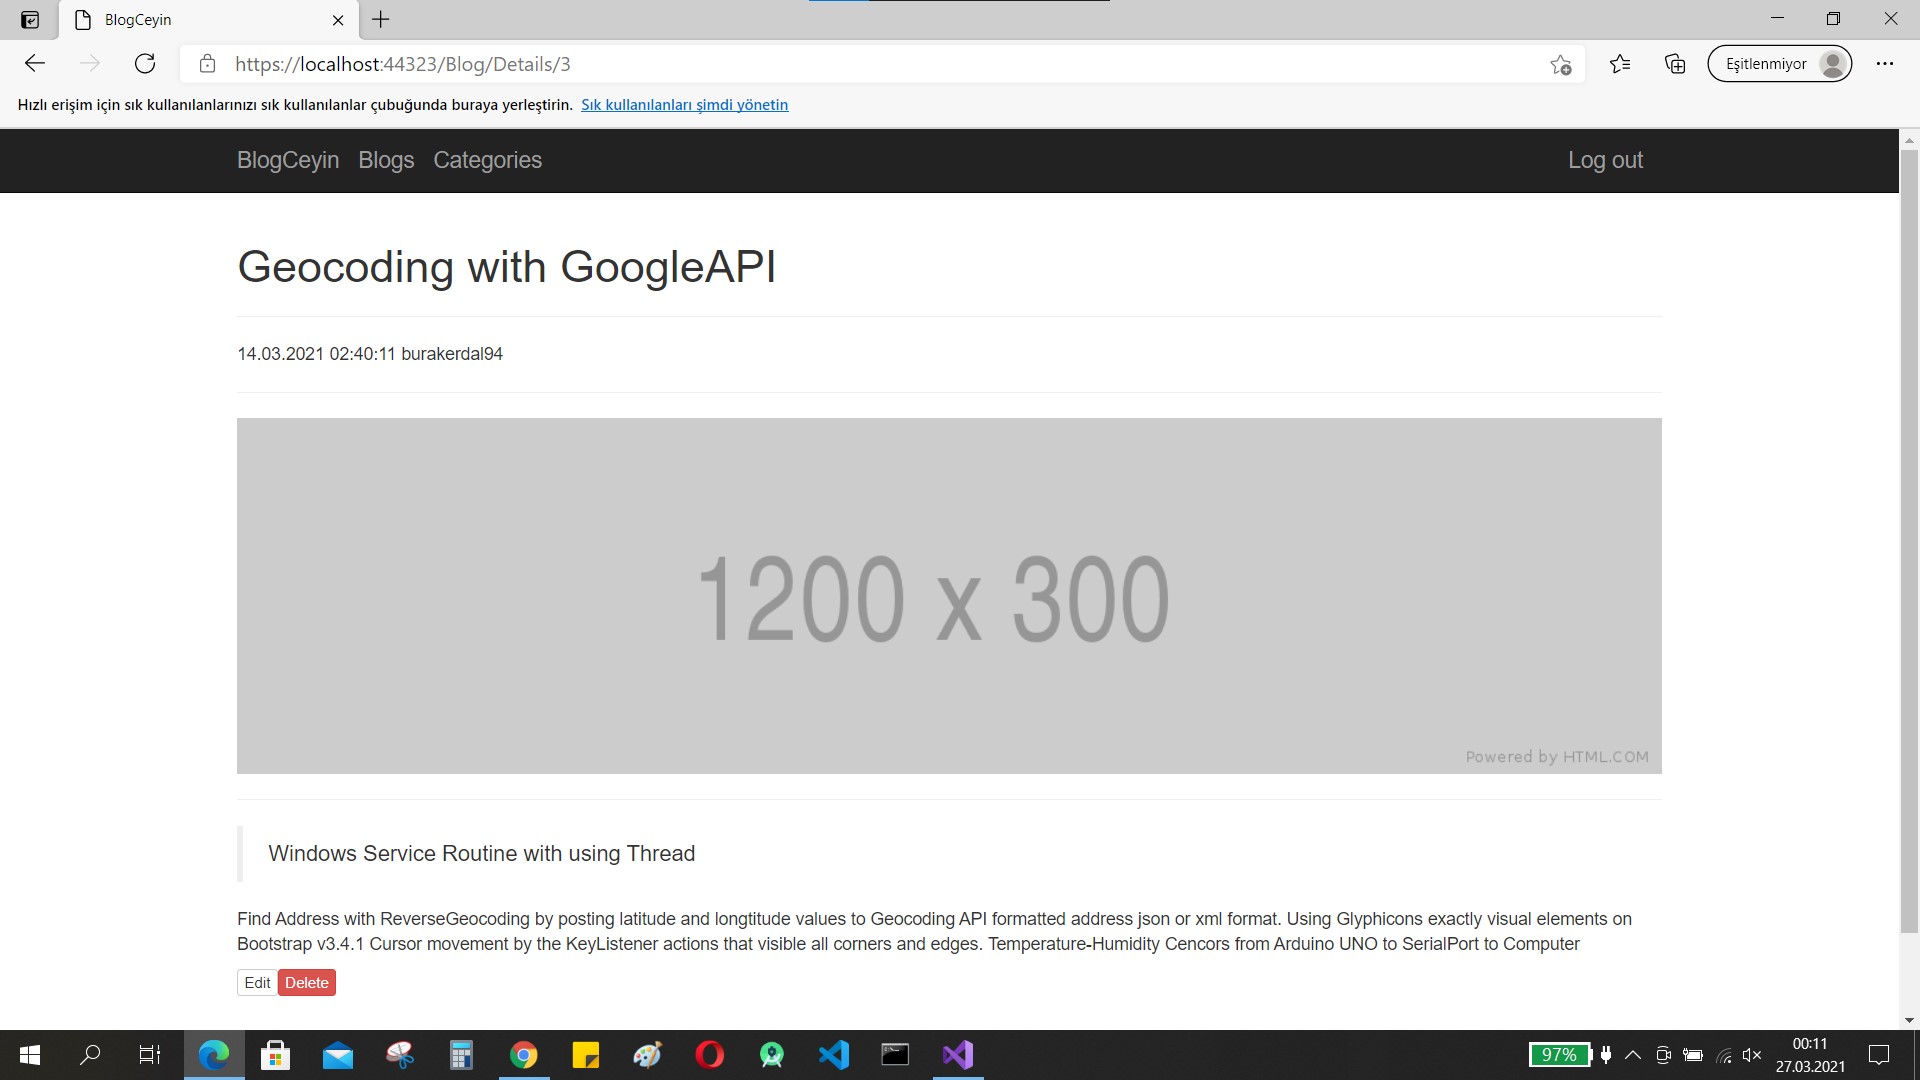 BlogCeyin
https://localhost:44323/Blog/Details/3
Eşitlenmiyor
Hızlı erişim için sık kullanılanlarınızı sık kullanılanlar çubuğunda buraya yerleştirin. Sık kullanılanları şimdi yönetin
BlogCeyin Blogs Categories Log out
Geocoding with GoogleAPI
14.03.2021 02:40:11 burakerdal94
1200 x 300
Powered by HTML.COM
Windows Service Routine with using Thread
Find Address with ReverseGeocoding by posting latitude and longtitude values to Geocoding API formatted address json or xml format. Using Glyphicons exactly visual elements on
Bootstrap v3.4.1 Cursor movement by the KeyListener actions that visible all corners and edges. Temperature-Humidity Cencors from Arduino UNO to SerialPort to Computer
Edit Delete
97%
00:11
27.03.2021